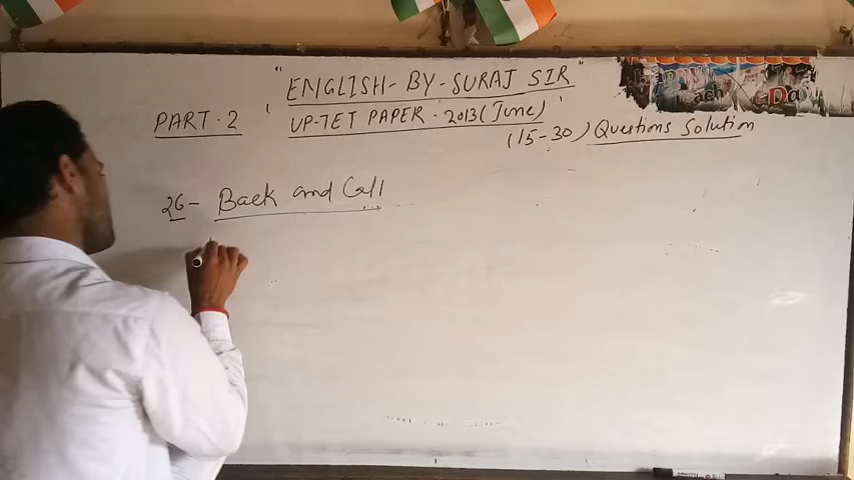 "ENGLISH- BY- SURAJ SIR"
PART-2 ' UP-TET PAPER - 2013 (June) '
(15-30) Questions Solution
26- Back and Call